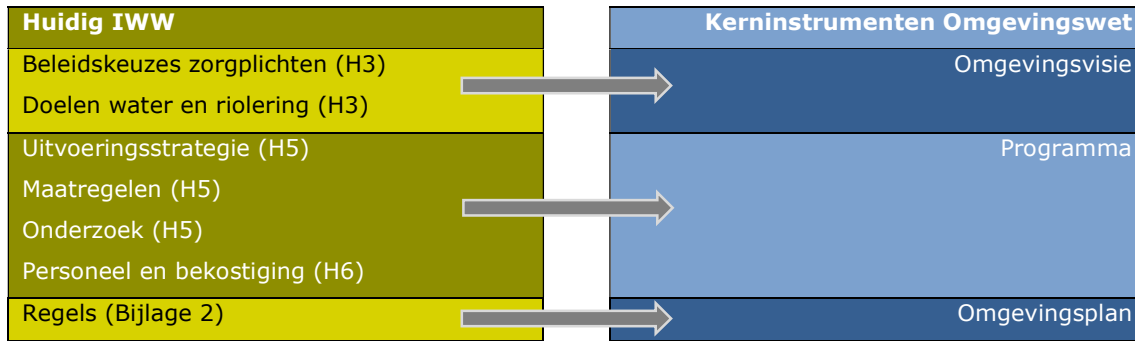 Huidig IWW
Kerninstrumenten Omgevingswet
Beleidskeuzes zorgplichten (H3)
Omgevingsvisie
Doelen water en riolering (H3)
Uitvoeringsstrategie (H5)
Programma
Maatregelen (H5)
Onderzoek (H5)
Personeel en bekostiging (H6)
Regels (Bijlage 2)
Omgevingsplan